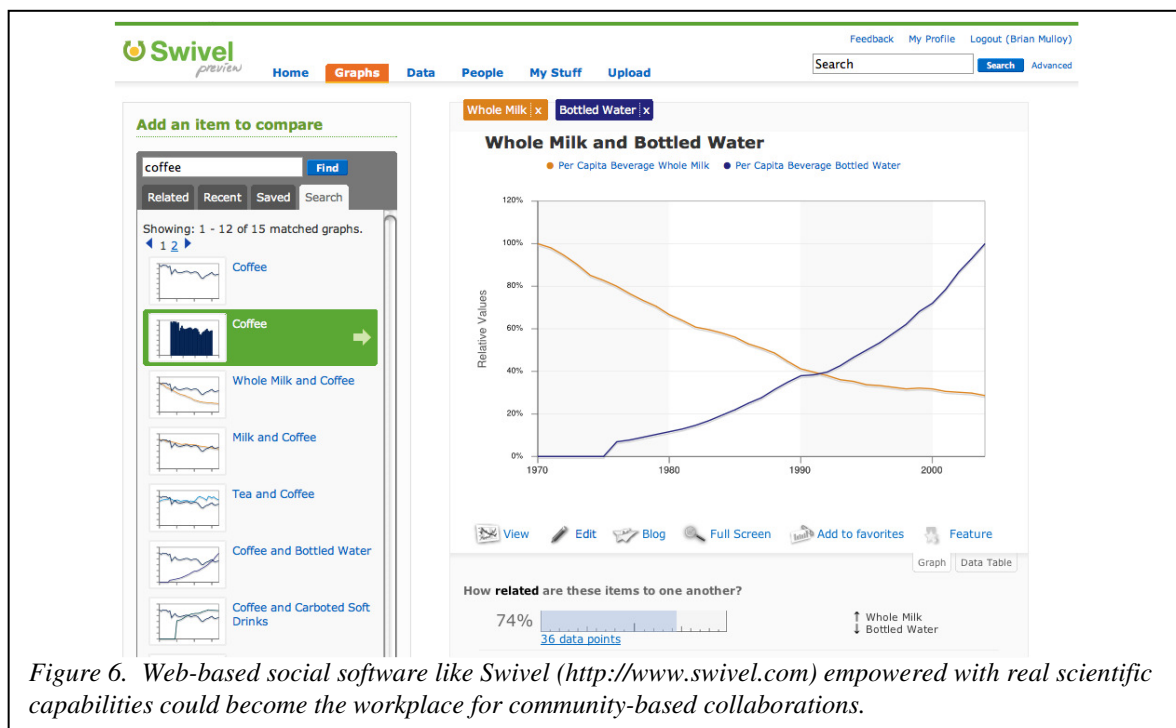 Feedback My Profile Logout (Brian Mulloy)
Swivel
preview
Home Graphs Data People My Stuff Upload
Search Search Advanced
Add an item to compare
coffee Find
Related Recent Saved Search
Showing: 1 - 12 of 15 matched graphs.
1 2
Coffee
Coffee
Whole Milk and Coffee
Milk and Coffee
Tea and Coffee
Coffee and Bottled Water
Coffee and Carboted Soft
Drinks
Whole Milk x Bottled Water x
Whole Milk and Bottled Water
Per Capita Beverage Whole Milk Per Capita Beverage Bottled Water
120%
100%
80%
60%
40%
20%
0%
Relative Values
1970 1980 1990 2000
View Edit Blog Full Screen Add to favorites Feature
Graph Data Table
How related are these items to one another?
74%
36 data points
↑ Whole Milk
↓ Bottled Water
Figure 6. Web-based social software like Swivel (http://www.swivel.com) empowered with real scientific
capabilities could become the workplace for community-based collaborations.